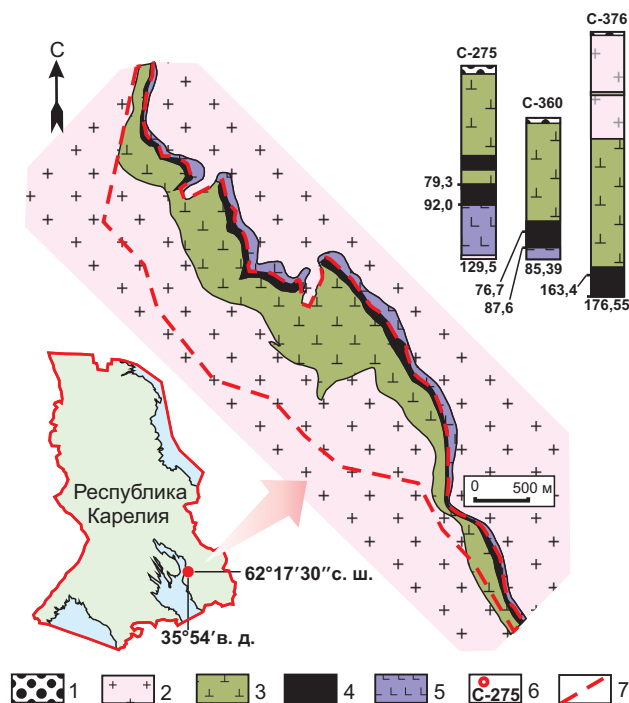 С
С-275
79,3
92,0
129,5
С-360
76,7
87,6
85,39
С-376
163,4
176,55
0 500 м
Республика
Карелия
62°17′30″с. ш.
35°54′в. д.
1 2 3 4 5 С-275 6 7